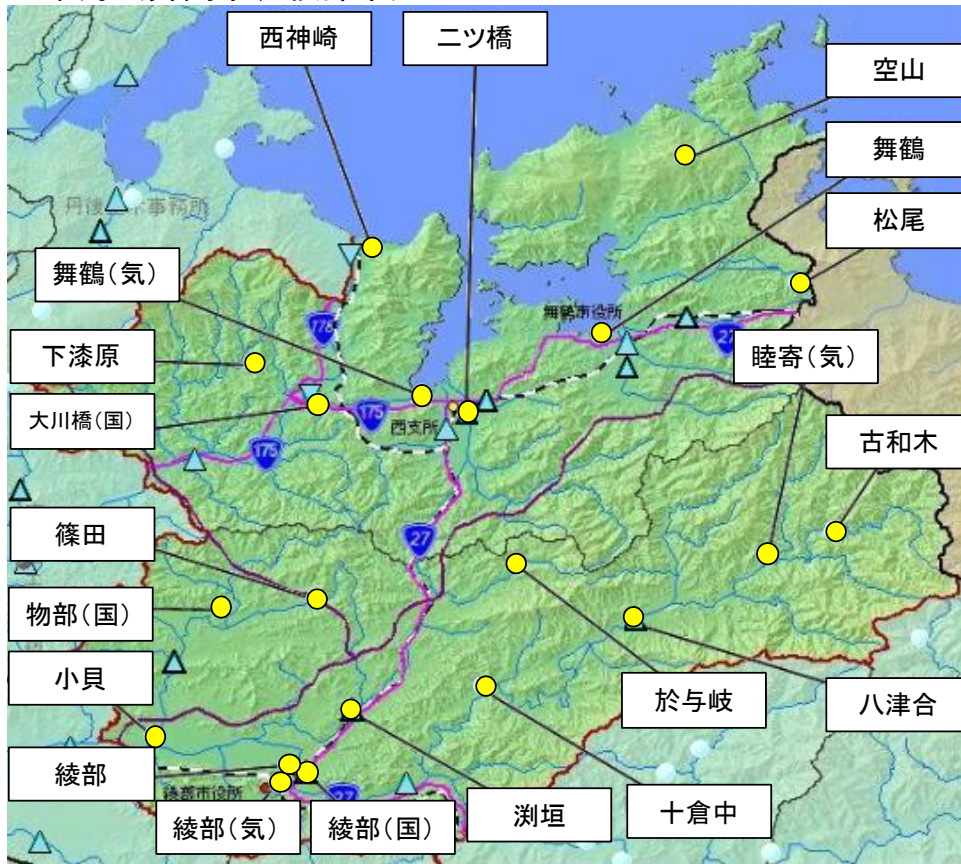 西神崎
二ツ橋
空山
舞鶴
松尾
舞鶴(気)
178
舞鶴市役所
27
下漆原
睦寄(気)
大川橋(国)
175
西支所
175
古和木
27
篠田
物部(国)
小貝
於与岐
八津合
綾部
綾部市役所
27
綾部(気)
綾部(国)
渕垣
十倉中